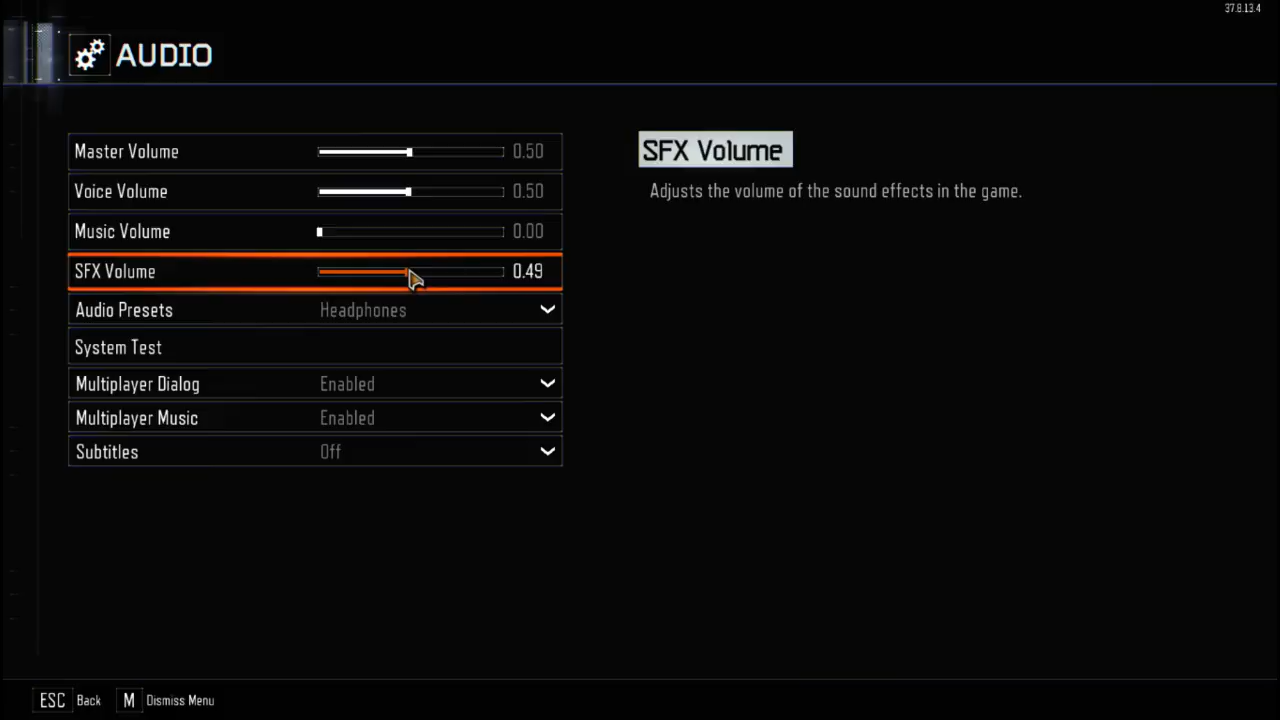 37.8.13.4
AUDIO
Master Volume 0.50
Voice Volume 0.50
Music Volume 0.00
SFX Volume 0.49
Audio Presets Headphones
System Test
Multiplayer Dialog Enabled
Multiplayer Music Enabled
Subtitles Off
SFX Volume
Adjusts the volume of the sound effects in the game.
ESC Back M Dismiss Menu